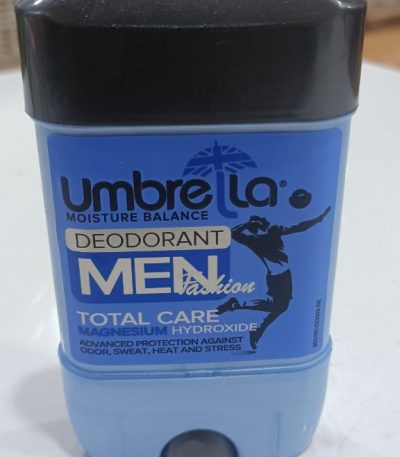 umbrella®
MOISTURE BALANCE
DEODORANT
MEN
Fashion
TOTAL CARE
MAGNESIUM HYDROXIDE
ADVANCED PROTECTION AGAINST
ODOR, SWEAT, HEAT AND STRESS